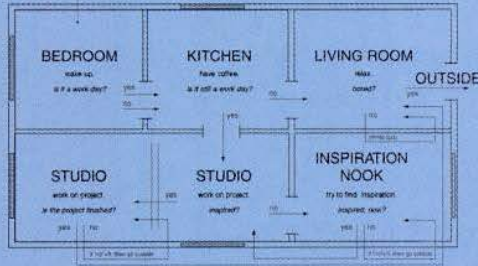 BEDROOM
wake up.
is it a work day?
yes
no
KITCHEN
have coffee.
is it still a work day?
no
yes
LIVING ROOM
relax.
bored?
yes
no
OUTSIDE
STUDIO
work on project.
is the project finished?
yes
no
yes
STUDIO
work on project.
inspired?
no
INSPIRATION
NOOK
try to find inspiration.
inspired, now?
yes
no